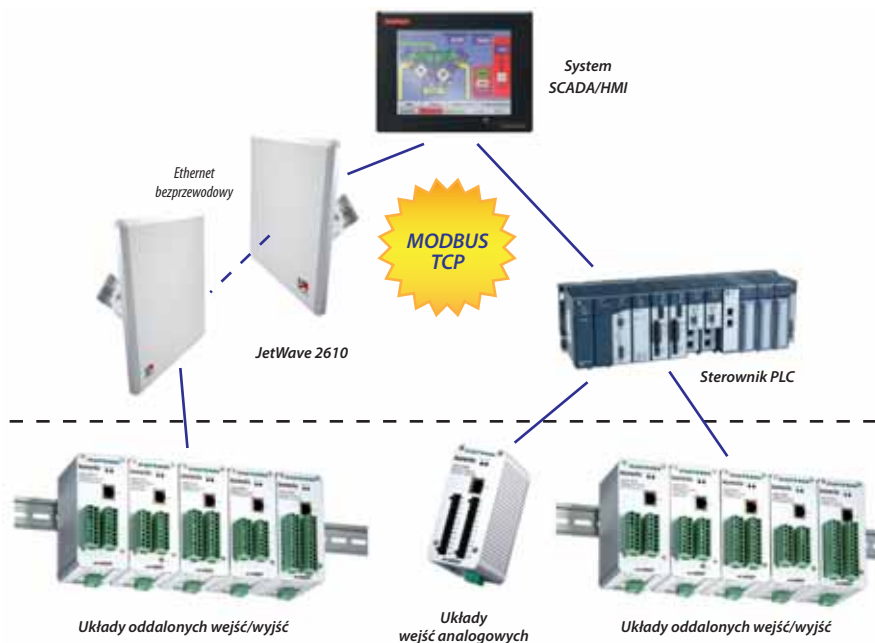 System
SCADA/HMI
Ethernet
bezprzewodowy
MODBUS
TCP
JetWave 2610
Sterownik PLC
Układy oddalonych wejść/wyjść
Układy
wejść analogowych
Układy oddalonych wejść/wyjść